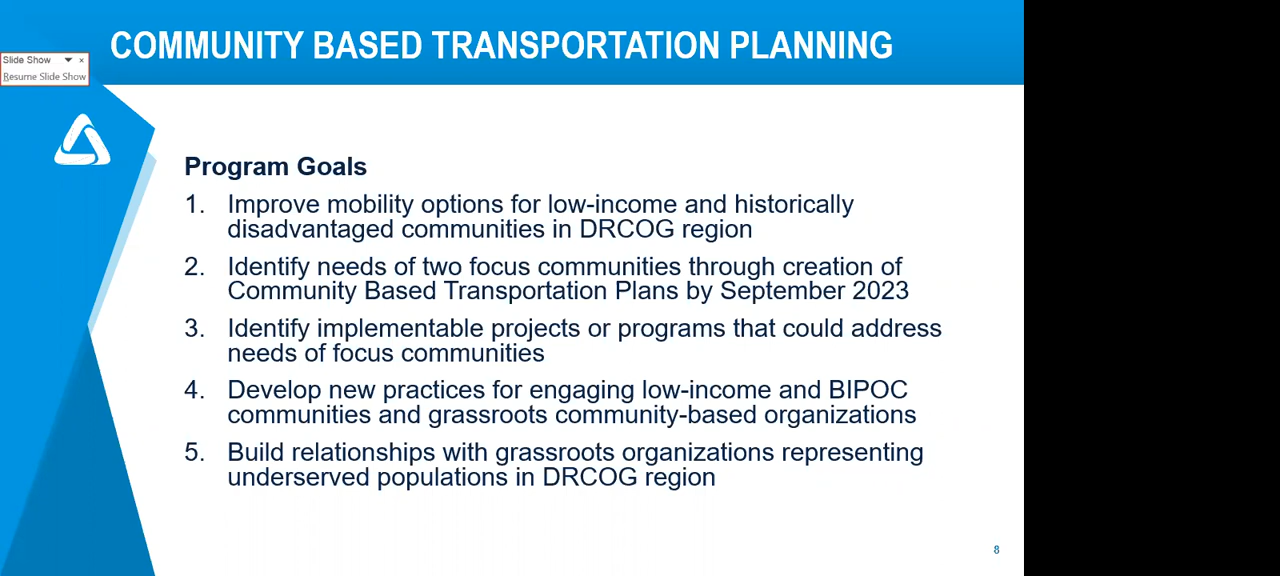 COMMUNITY BASED TRANSPORTATION PLANNING
Slide Show
Resume Slide Show
Program Goals
1. Improve mobility options for low-income and historically
disadvantaged communities in DRCOG region
2. Identify needs of two focus communities through creation of
Community Based Transportation Plans by September 2023
3. Identify implementable projects or programs that could address
needs of focus communities
4. Develop new practices for engaging low-income and BIPOC
communities and grassroots community-based organizations
5. Build relationships with grassroots organizations representing
underserved populations in DRCOG region
8